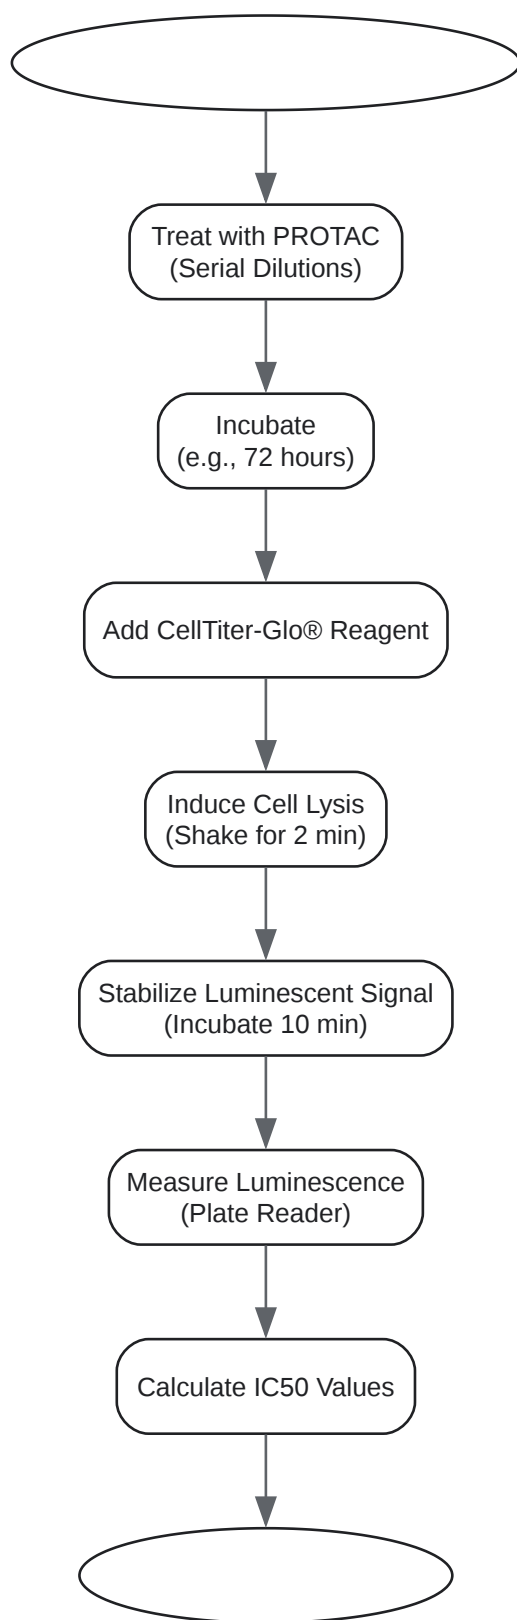 Treat with PROTAC
(Serial Dilutions)
Incubate
(e.g., 72 hours)
Add CellTiter-Glo® Reagent
Induce Cell Lysis
(Shake for 2 min)
Stabilize Luminescent Signal
(Incubate 10 min)
Measure Luminescence
(Plate Reader)
Calculate IC50 Values